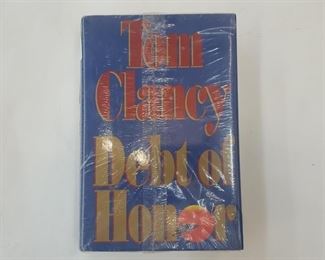 Tom
Clancy
Debt of
Honor